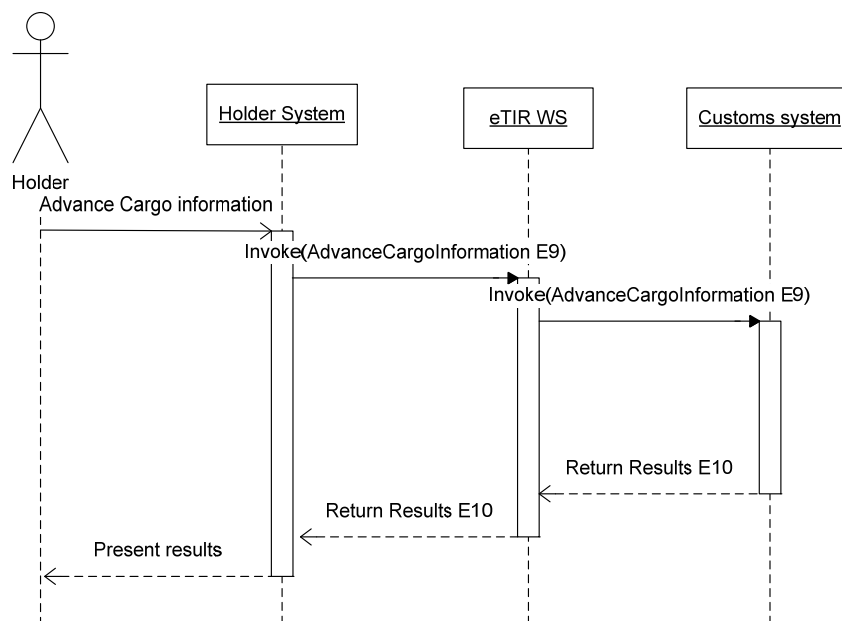 Holder System
eTIR WS
Customs system
Holder
Advance Cargo information
Invoke(AdvanceCargoInformation E9)
Invoke(AdvanceCargoInformation E9)
Return Results E10
Return Results E10
Present results